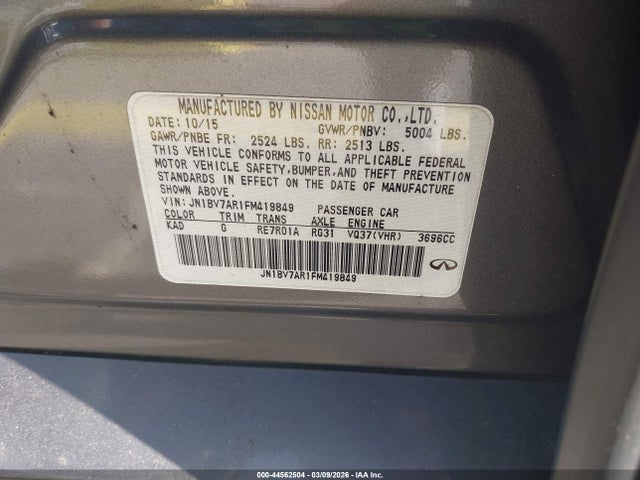 MANUFACTURED BY NISSAN MOTOR CO.,LTD.
DATE: 10/15 GVWR/PNBV: 5004 LBS.
GAWR/PNBE FR: 2524 LBS. RR: 2513 LBS.
THIS VEHICLE CONFORMS TO ALL APPLICABLE FEDERAL
MOTOR VEHICLE SAFETY,BUMPER,AND THEFT PREVENTION
STANDARDS IN EFFECT ON THE DATE OF MANUFACTURE
SHOWN ABOVE.
VIN: JN1BV7AR1FM419849 PASSENGER CAR
COLOR TRIM TRANS AXLE ENGINE
KAD G RE7R01A RG31 VQ37(VHR) 3696CC
JN1BV7AR1FM419849
000-44562504 | 03/09/2026 | IAA Inc.